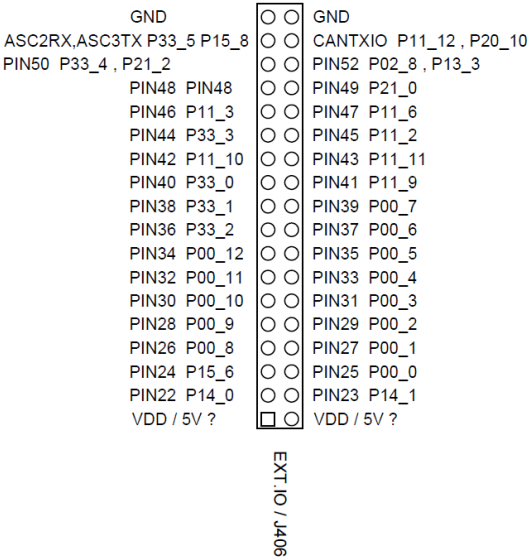 GND GND
ASC2RX,ASC3TX P33_5 P15_8 CANTXIO P11_12 , P20_10
PIN50 P33_4 , P21_2 PIN52 P02_8 , P13_3
PIN48 PIN48 PIN49 P21_0
PIN46 P11_3 PIN47 P11_6
PIN44 P33_3 PIN45 P11_2
PIN42 P11_10 PIN43 P11_11
PIN40 P33_0 PIN41 P11_9
PIN38 P33_1 PIN39 P00_7
PIN36 P33_2 PIN37 P00_6
PIN34 P00_12 PIN35 P00_5
PIN32 P00_11 PIN33 P00_4
PIN30 P00_10 PIN31 P00_3
PIN28 P00_9 PIN29 P00_2
PIN26 P00_8 PIN27 P00_1
PIN24 P15_6 PIN25 P00_0
PIN22 P14_0 PIN23 P14_1
VDD / 5V ? VDD / 5V ?
EXT.IO / J406